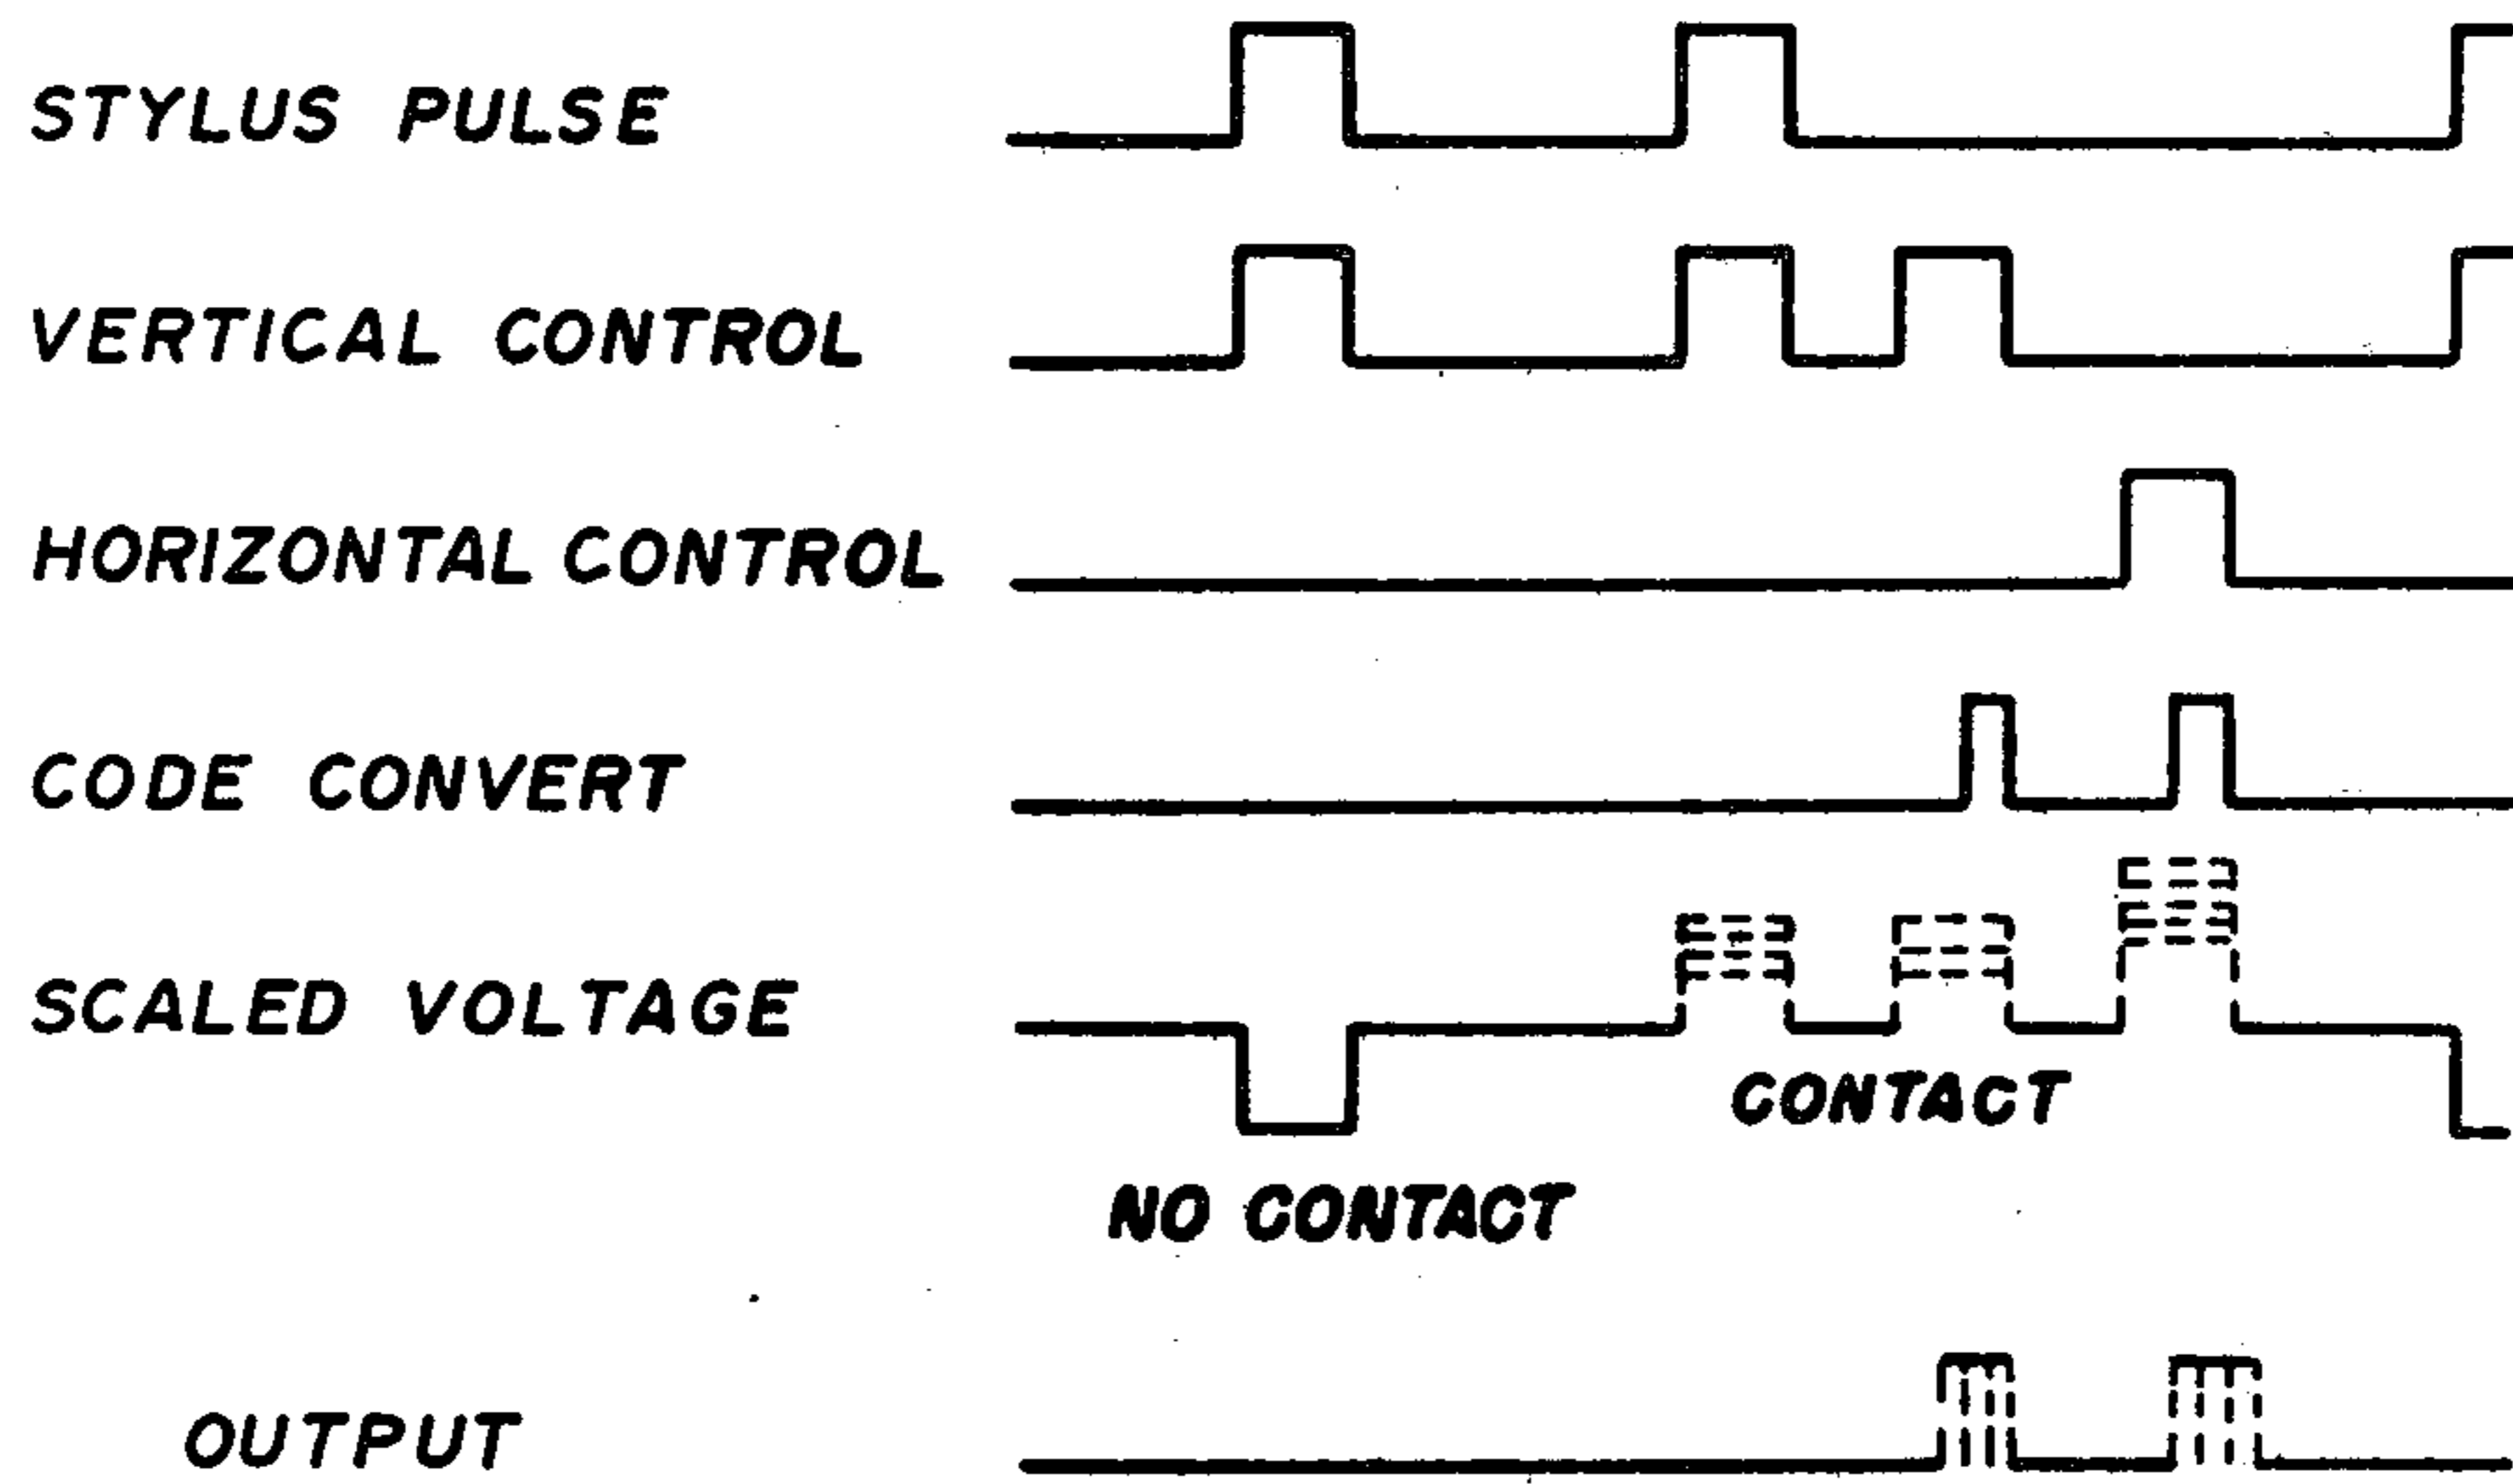 STYLUS PULSE
VERTICAL CONTROL
HORIZONTAL CONTROL
CODE CONVERT
SCALED VOLTAGE
CONTACT
NO CONTACT
OUTPUT